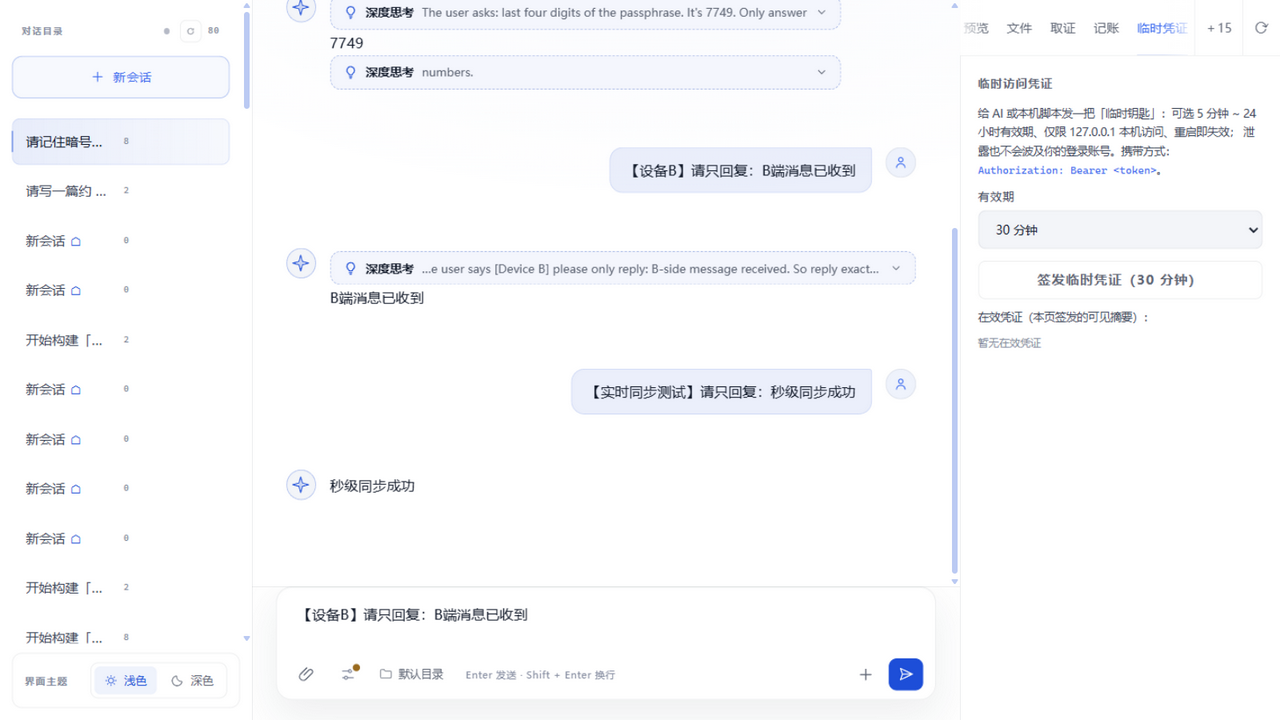 对话目录 80
新会话
请记住暗号... 8
请写一篇约 ... 2
新会话 0
新会话 0
开始构建「... 2
新会话 0
新会话 0
新会话 0
新会话 0
开始构建「... 2
开始构建「... 8
界面主题 浅色 深色
深度思考 The user asks: last four digits of the passphrase. It's 7749. Only answer
7749
深度思考 numbers.
【设备B】请只回复：B端消息已收到
深度思考 ...e user says [Device B] please only reply: B-side message received. So reply exact...
B端消息已收到
【实时同步测试】请只回复：秒级同步成功
秒级同步成功
【设备B】请只回复：B端消息已收到
默认目录 Enter 发送 · Shift + Enter 换行
预览 文件 取证 记账 临时凭证 +15
临时访问凭证
给 AI 或本机脚本发一把「临时钥匙」：可选 5 分钟 ~ 24
小时有效期、仅限 127.0.0.1 本机访问、重启即失效； 泄
露也不会波及你的登录账号。携带方式：
Authorization: Bearer <token>。
有效期
30 分钟
签发临时凭证（30 分钟）
在效凭证（本页签发的可见摘要）：
暂无在效凭证